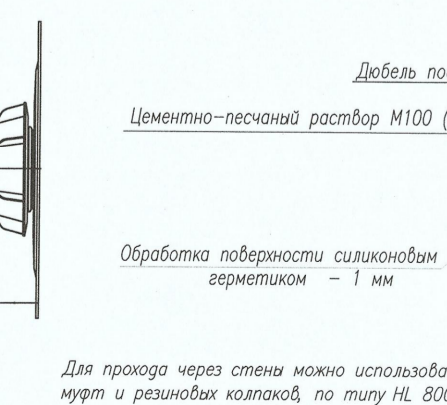 Дюбель по
Цементно-песчаный раствор М100 (
Обработка поверхности силиконовым
герметиком - 1 мм
Для прохода через стены можно использова
муфт и резиновых колпаков, по типу HL 800